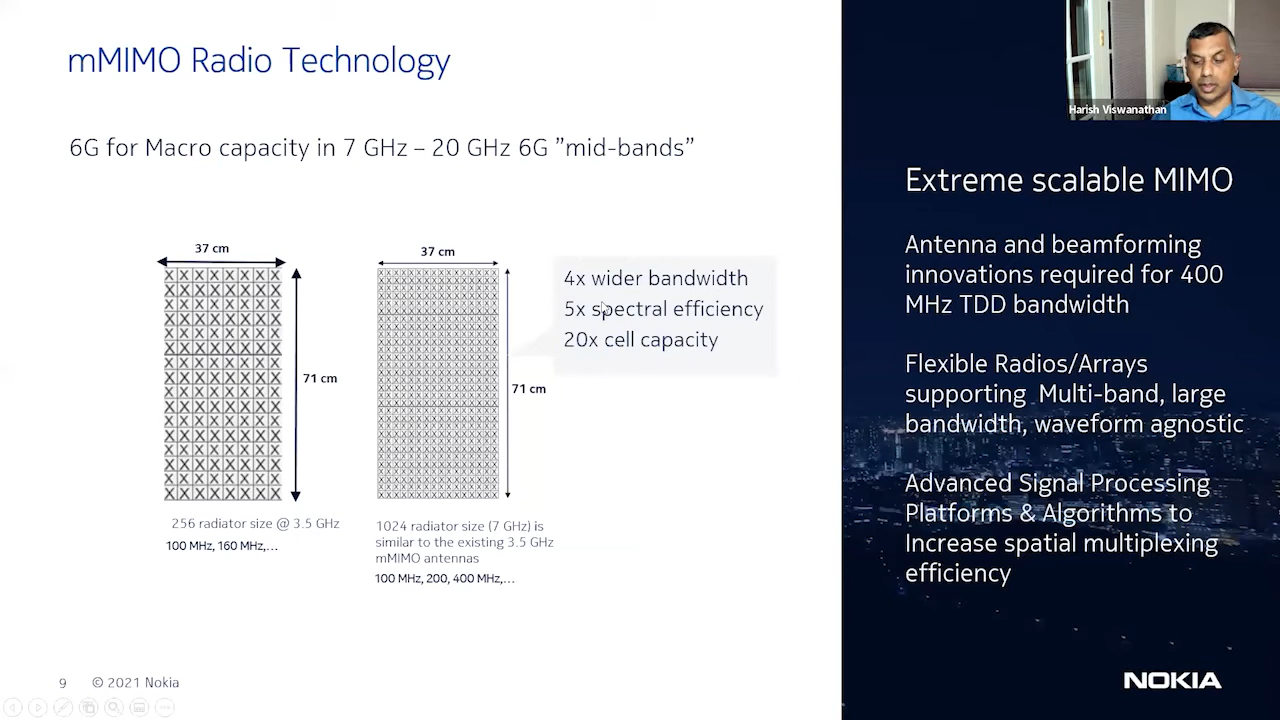 mMIMO Radio Technology
6G for Macro capacity in 7 GHz – 20 GHz 6G ”mid-bands”
37 cm
71 cm
256 radiator size @ 3.5 GHz
100 MHz, 160 MHz,…
37 cm
71 cm
1024 radiator size (7 GHz) is
similar to the existing 3.5 GHz
mMIMO antennas
100 MHz, 200, 400 MHz,…
4x wider bandwidth
5x spectral efficiency
20x cell capacity
Harish Viswanathan
Extreme scalable MIMO
Antenna and beamforming
innovations required for 400
MHz TDD bandwidth
Flexible Radios/Arrays
supporting Multi-band, large
bandwidth, waveform agnostic
Advanced Signal Processing
Platforms & Algorithms to
Increase spatial multiplexing
efficiency
9 © 2021 Nokia
NOKIA